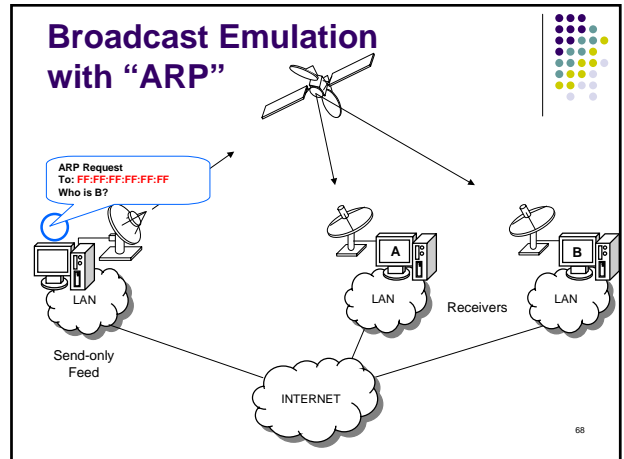 Broadcast Emulation
with “ARP”
ARP Request
To: FF:FF:FF:FF:FF:FF
Who is B?
A
B
LAN
LAN
Receivers
LAN
Send-only
Feed
INTERNET
68